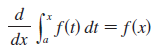 d/dx ∫ₐˣ f(t) dt = f(x)